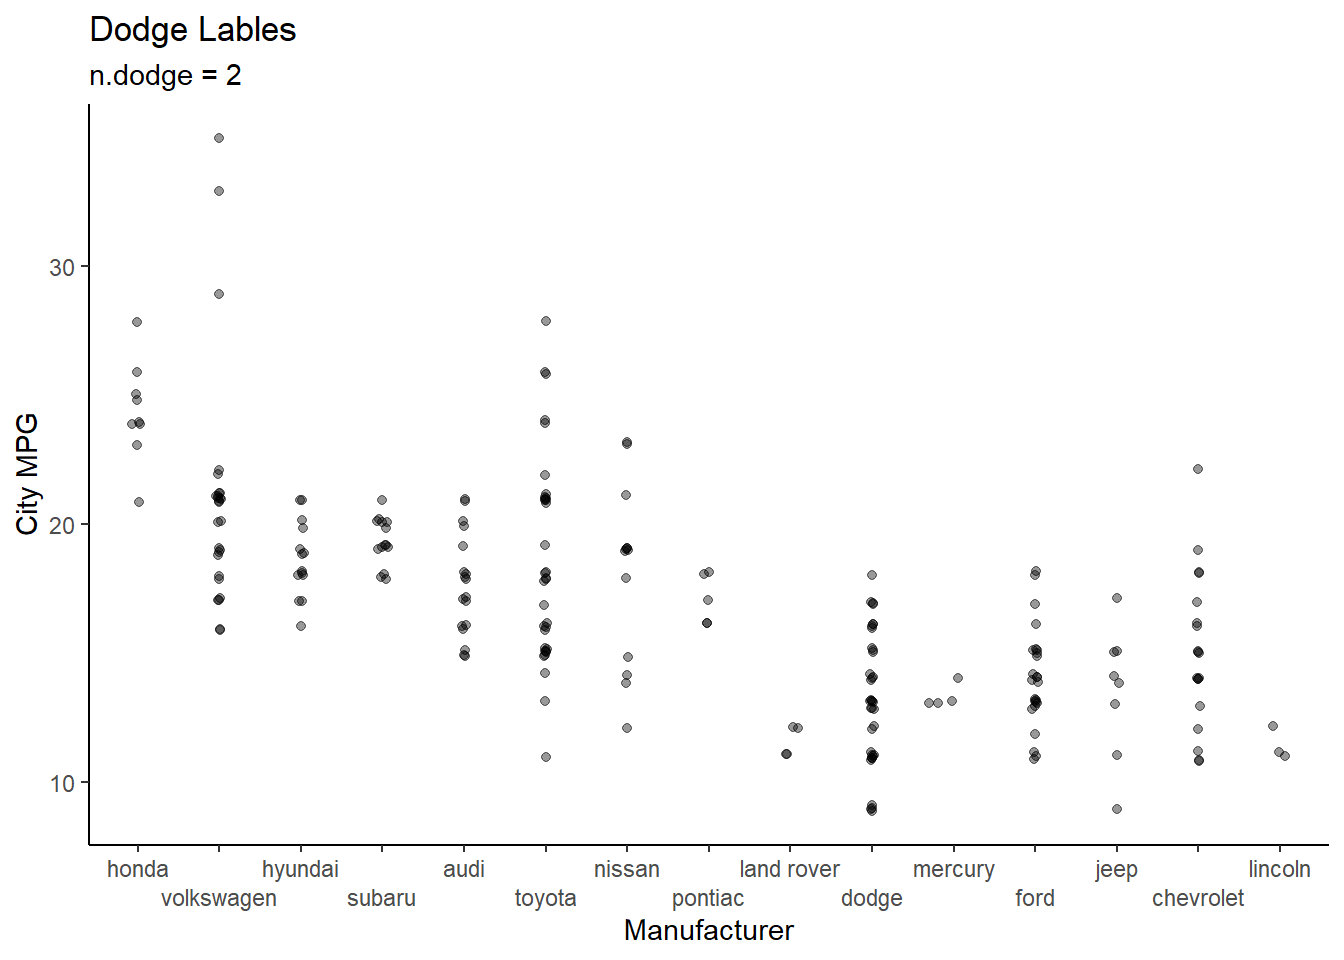 Dodge Lables
n.dodge = 2
City MPG
30
20
10
honda hyundai audi nissan land rover mercury jeep lincoln
volkswagen subaru toyota pontiac dodge ford chevrolet
Manufacturer